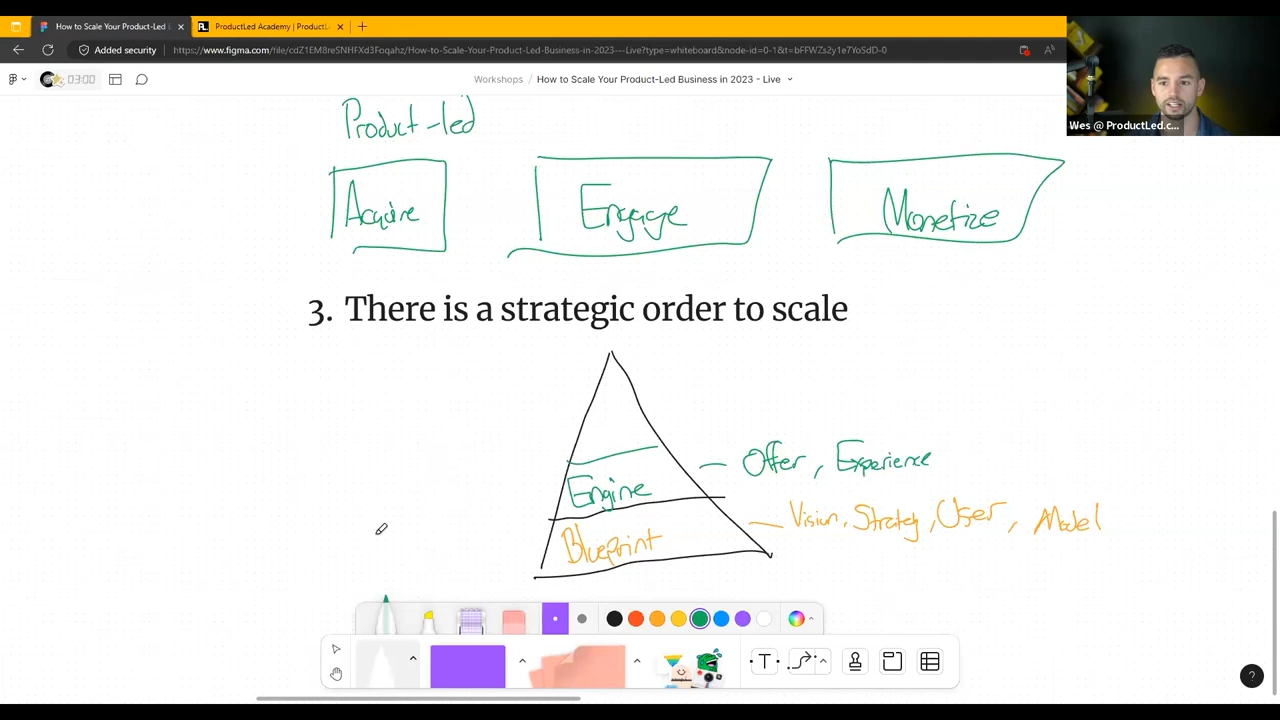 How to Scale Your Product-Led
ProductLed Academy | ProductL
Added security
https://www.figma.com/file/cdZ1EM8reSNHFXd3Foqahz/How-to-Scale-Your-Product-Led-Business-in-2023---Live?type=whiteboard&node-id=0-1&t=bFFWZs2y1e7YoSdD-0
03:00
Workshops / How to Scale Your Product-Led Business in 2023 - Live
Wes @ ProductLed.c...
Product-led
Acquire
Engage
Monetize
3. There is a strategic order to scale
Engine
Offer, Experience
Blueprint
Vision, Strategy, User, Model
T
?